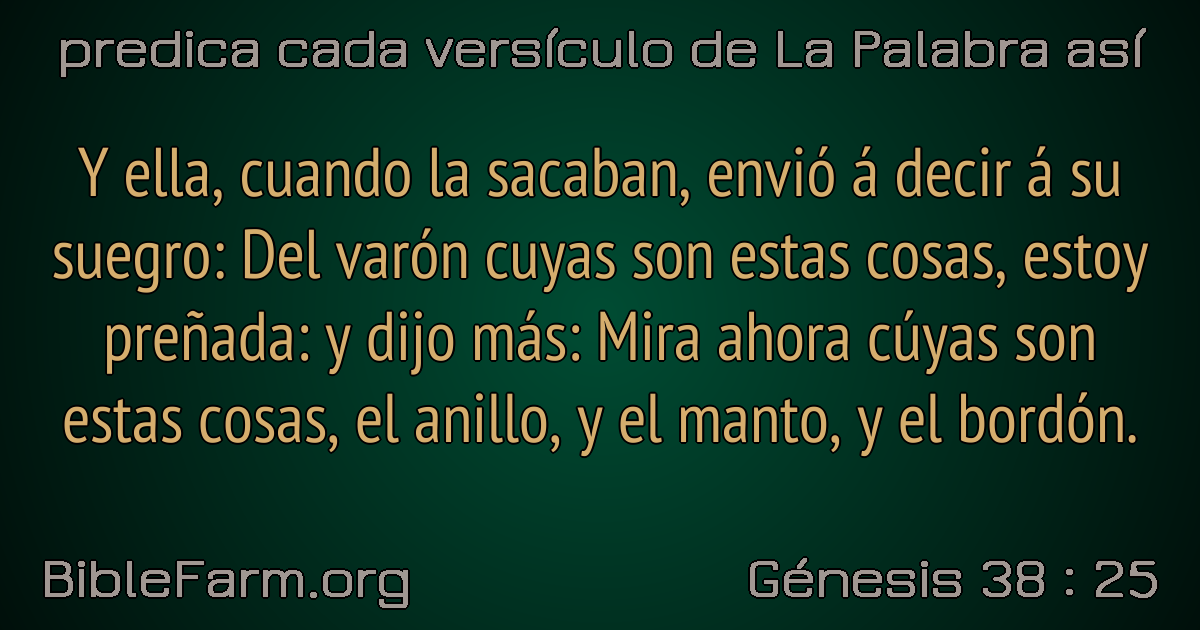 predica cada versículo de La Palabra así
Y ella, cuando la sacaban, envió á decir á su
suegro: Del varón cuyas son estas cosas, estoy
preñada: y dijo más: Mira ahora cúyas son
estas cosas, el anillo, y el manto, y el bordón.
BibleFarm.org
Génesis 38 : 25